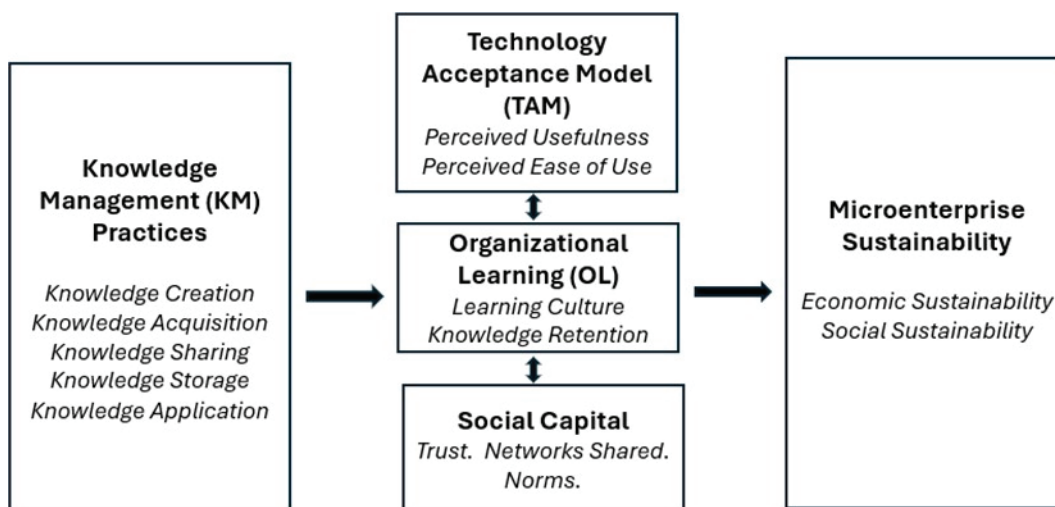 Knowledge
Management (KM)
Practices
Knowledge Creation
Knowledge Acquisition
Knowledge Sharing
Knowledge Storage
Knowledge Application
Technology
Acceptance Model
(TAM)
Perceived Usefulness
Perceived Ease of Use
Organizational
Learning (OL)
Learning Culture
Knowledge Retention
Social Capital
Trust. Networks Shared.
Norms.
Microenterprise
Sustainability
Economic Sustainability
Social Sustainability